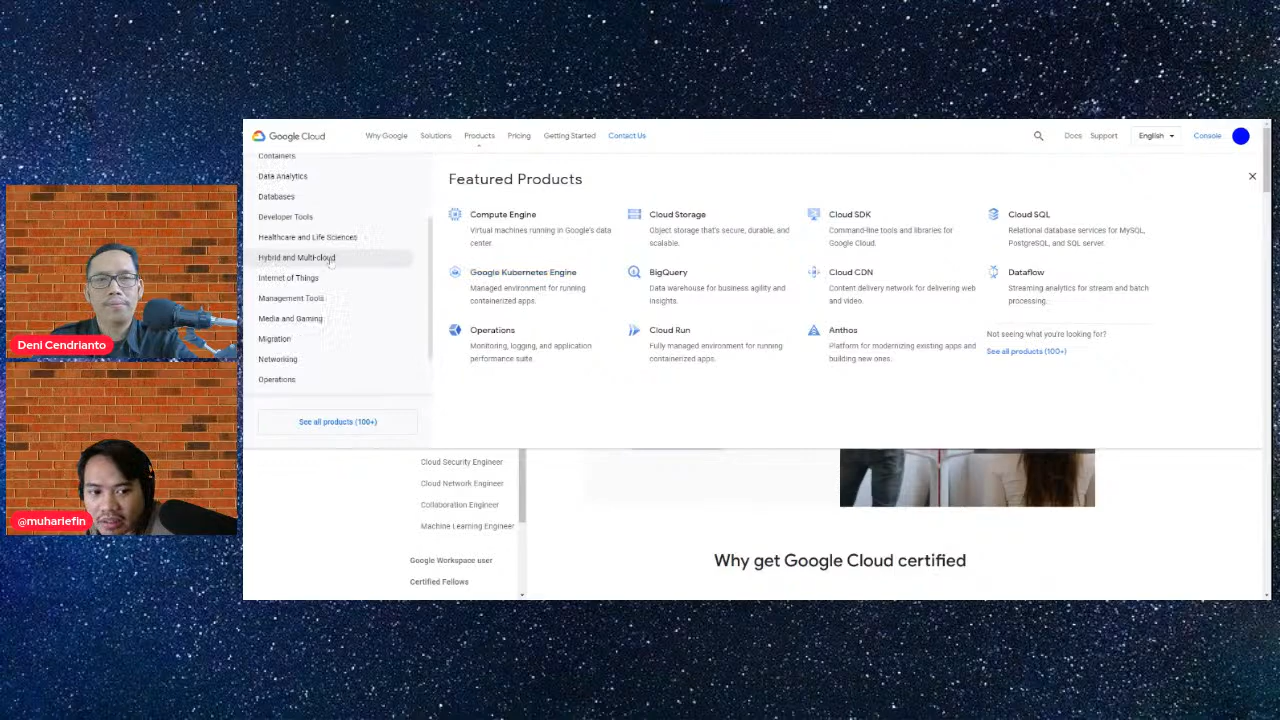 Google Cloud
Why Google
Solutions
Products
Pricing
Getting Started
Contact Us
Docs
Support
English
Console
Containers
Data Analytics
Databases
Developer Tools
Healthcare and Life Sciences
Hybrid and Multi-cloud
Internet of Things
Management Tools
Media and Gaming
Migration
Networking
Operations
See all products (100+)
Featured Products
Compute Engine
Virtual machines running in Google's data
center.
Cloud Storage
Object storage that's secure, durable, and
scalable.
Cloud SDK
Command-line tools and libraries for
Google Cloud.
Cloud SQL
Relational database services for MySQL,
PostgreSQL, and SQL server.
Google Kubernetes Engine
Managed environment for running
containerized apps.
BigQuery
Data warehouse for business agility and
insights.
Cloud CDN
Content delivery network for delivering web
and video.
Dataflow
Streaming analytics for stream and batch
processing.
Operations
Monitoring, logging, and application
performance suite.
Cloud Run
Fully managed environment for running
containerized apps.
Anthos
Platform for modernizing existing apps and
building new ones.
Not seeing what you're looking for?
See all products (100+)
Cloud Security Engineer
Cloud Network Engineer
Collaboration Engineer
Machine Learning Engineer
Google Workspace user
Certified Fellows
Why get Google Cloud certified
Deni Cendrianto
@muhariefin